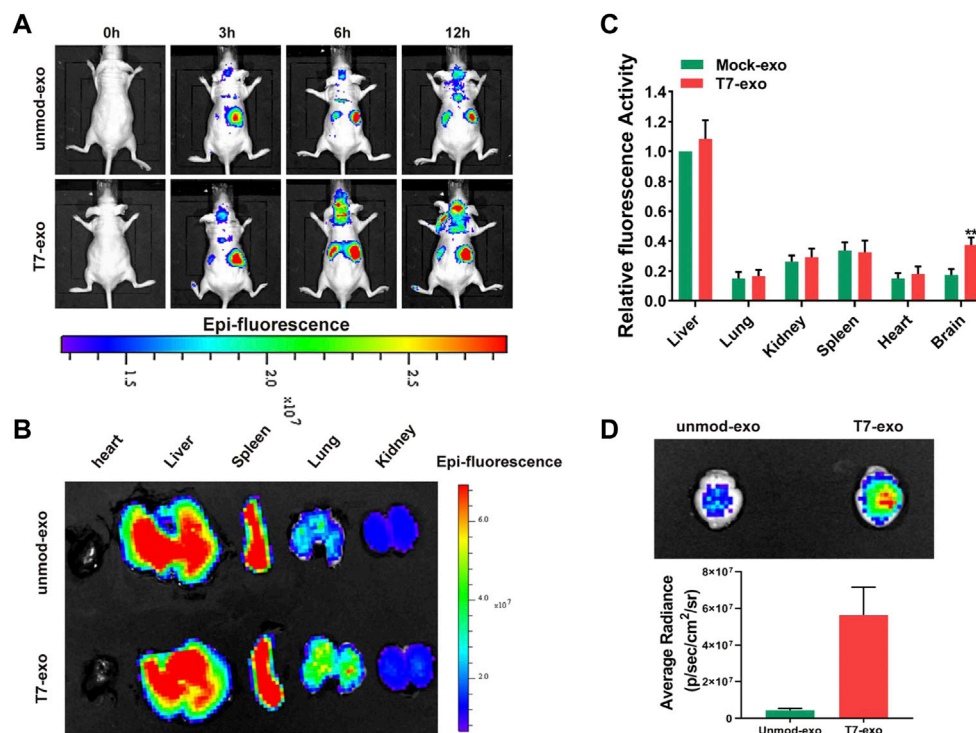 A
0h 3h 6h 12h
unmod-exo
T7-exo
Epi-fluorescence
1.5 2.0 2.5
×10⁷
B
heart Liver Spleen Lung Kidney
Epi-fluorescence
unmod-exo
T7-exo
6.0
4.0 ×10⁷
2.0
C
Mock-exo
T7-exo
Relative fluorescence Activity
1.4
1.2
1.0
0.8
0.6
0.4
0.2
0.0
**
Liver Lung Kidney Spleen Heart Brain
D
unmod-exo T7-exo
Average Radiance
(p/sec/cm²/sr)
8×10⁷
6×10⁷
4×10⁷
2×10⁷
0
Unmod-exo T7-exo